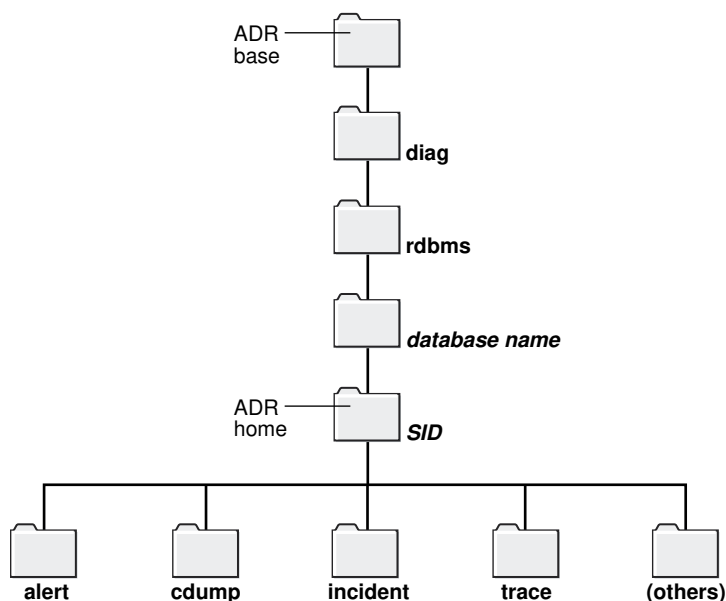 ADR
base
diag
rdbms
database name
ADR
home
SID
alert
cdump
incident
trace
(others)